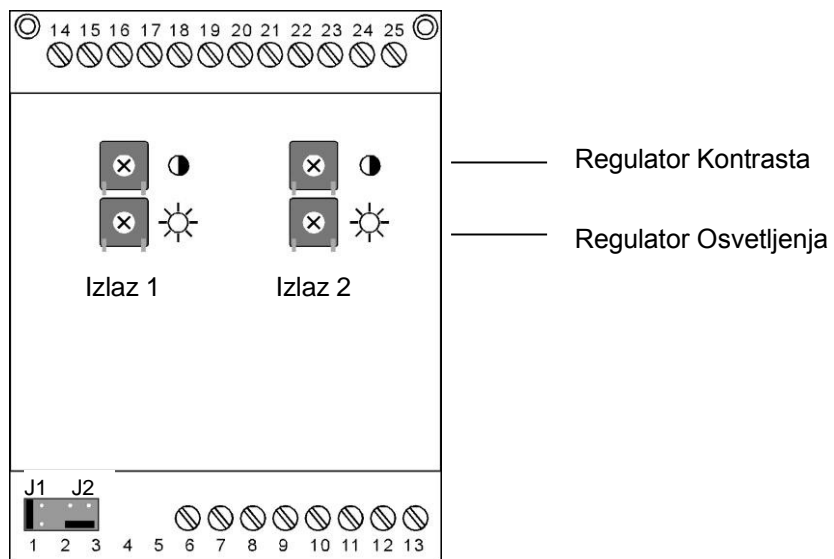 14 15 16 17 18 19 20 21 22 23 24 25
Regulator Kontrasta
Regulator Osvetljenja
Izlaz 1 Izlaz 2
J1 J2
1 2 3 4 5 6 7 8 9 10 11 12 13